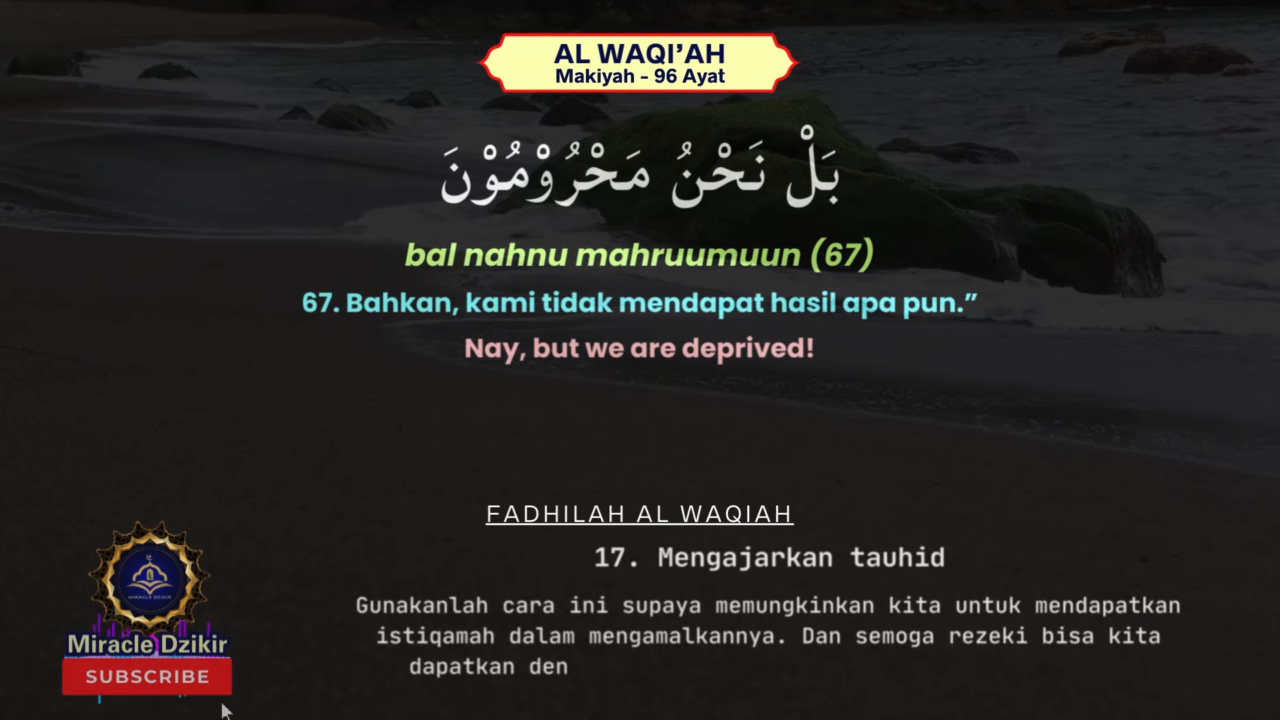 AL WAQI’AH
Makiyah - 96 Ayat
بَلْ نَحْنُ مَحْرُوْمُوْنَ
bal nahnu mahruumuun (67)
67. Bahkan, kami tidak mendapat hasil apa pun.”
Nay, but we are deprived!
FADHILAH AL WAQIAH
17. Mengajarkan tauhid
Gunakanlah cara ini supaya memungkinkan kita untuk mendapatkan
istiqamah dalam mengamalkannya. Dan semoga rezeki bisa kita
dapatkan den
MIRACLE DZIKIR
Miracle Dzikir
SUBSCRIBE